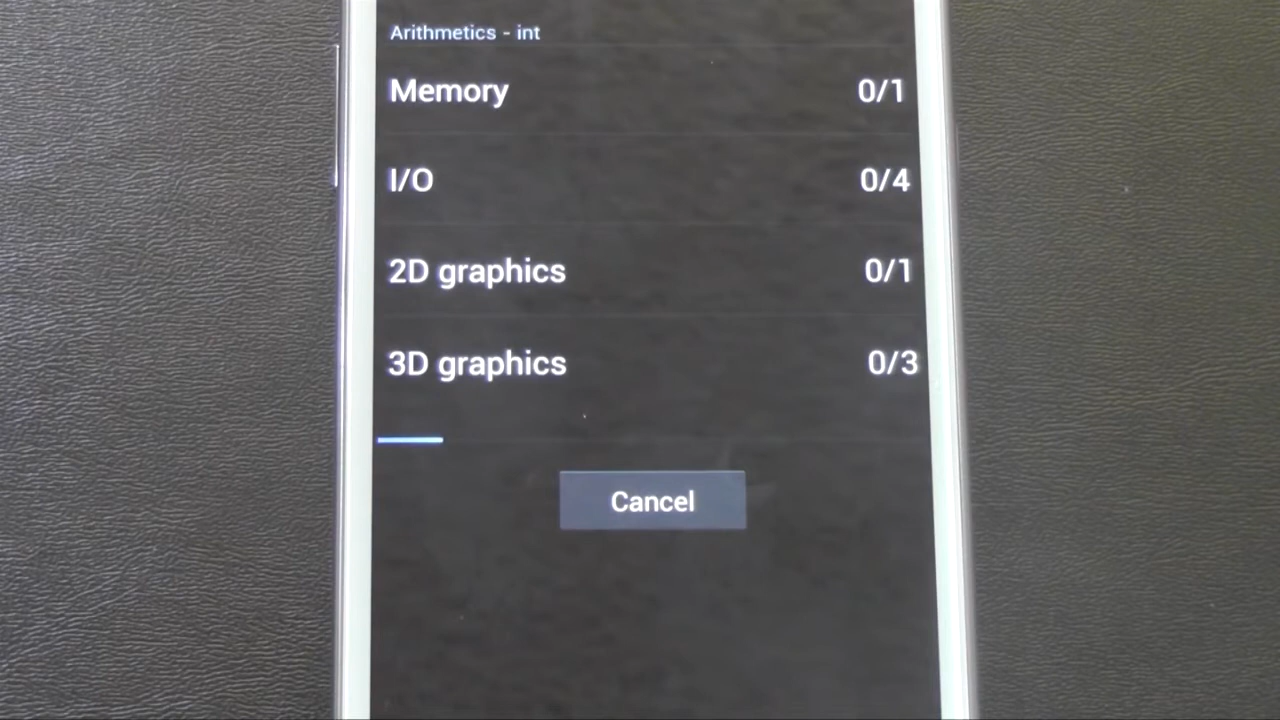 Arithmetics - int
Memory 0/1
I/O 0/4
2D graphics 0/1
3D graphics 0/3
Cancel